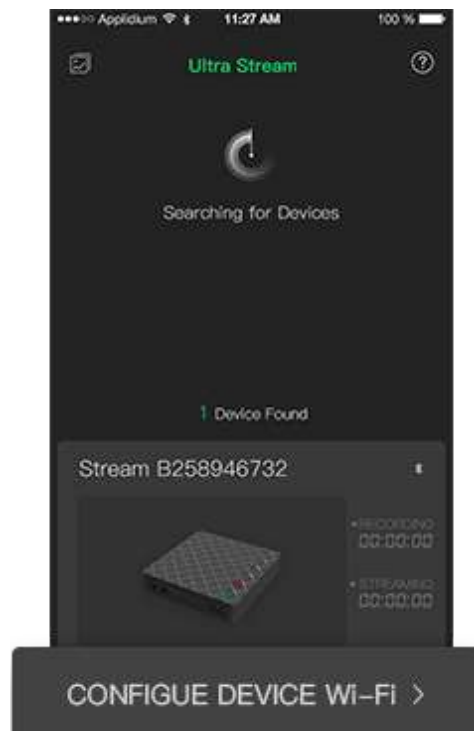 Applidium 11:27 AM 100 %
Ultra Stream ?
Searching for Devices
1 Device Found
Stream B258946732
• RECORDING
00:00:00
• STREAMING
00:00:00
CONFIGUE DEVICE Wi-Fi >